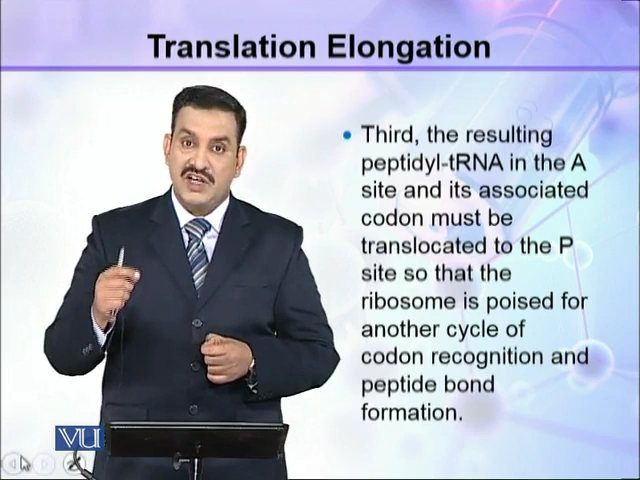 Translation Elongation
• Third, the resulting
peptidyl-tRNA in the A
site and its associated
codon must be
translocated to the P
site so that the
ribosome is poised for
another cycle of
codon recognition and
peptide bond
formation.
VU